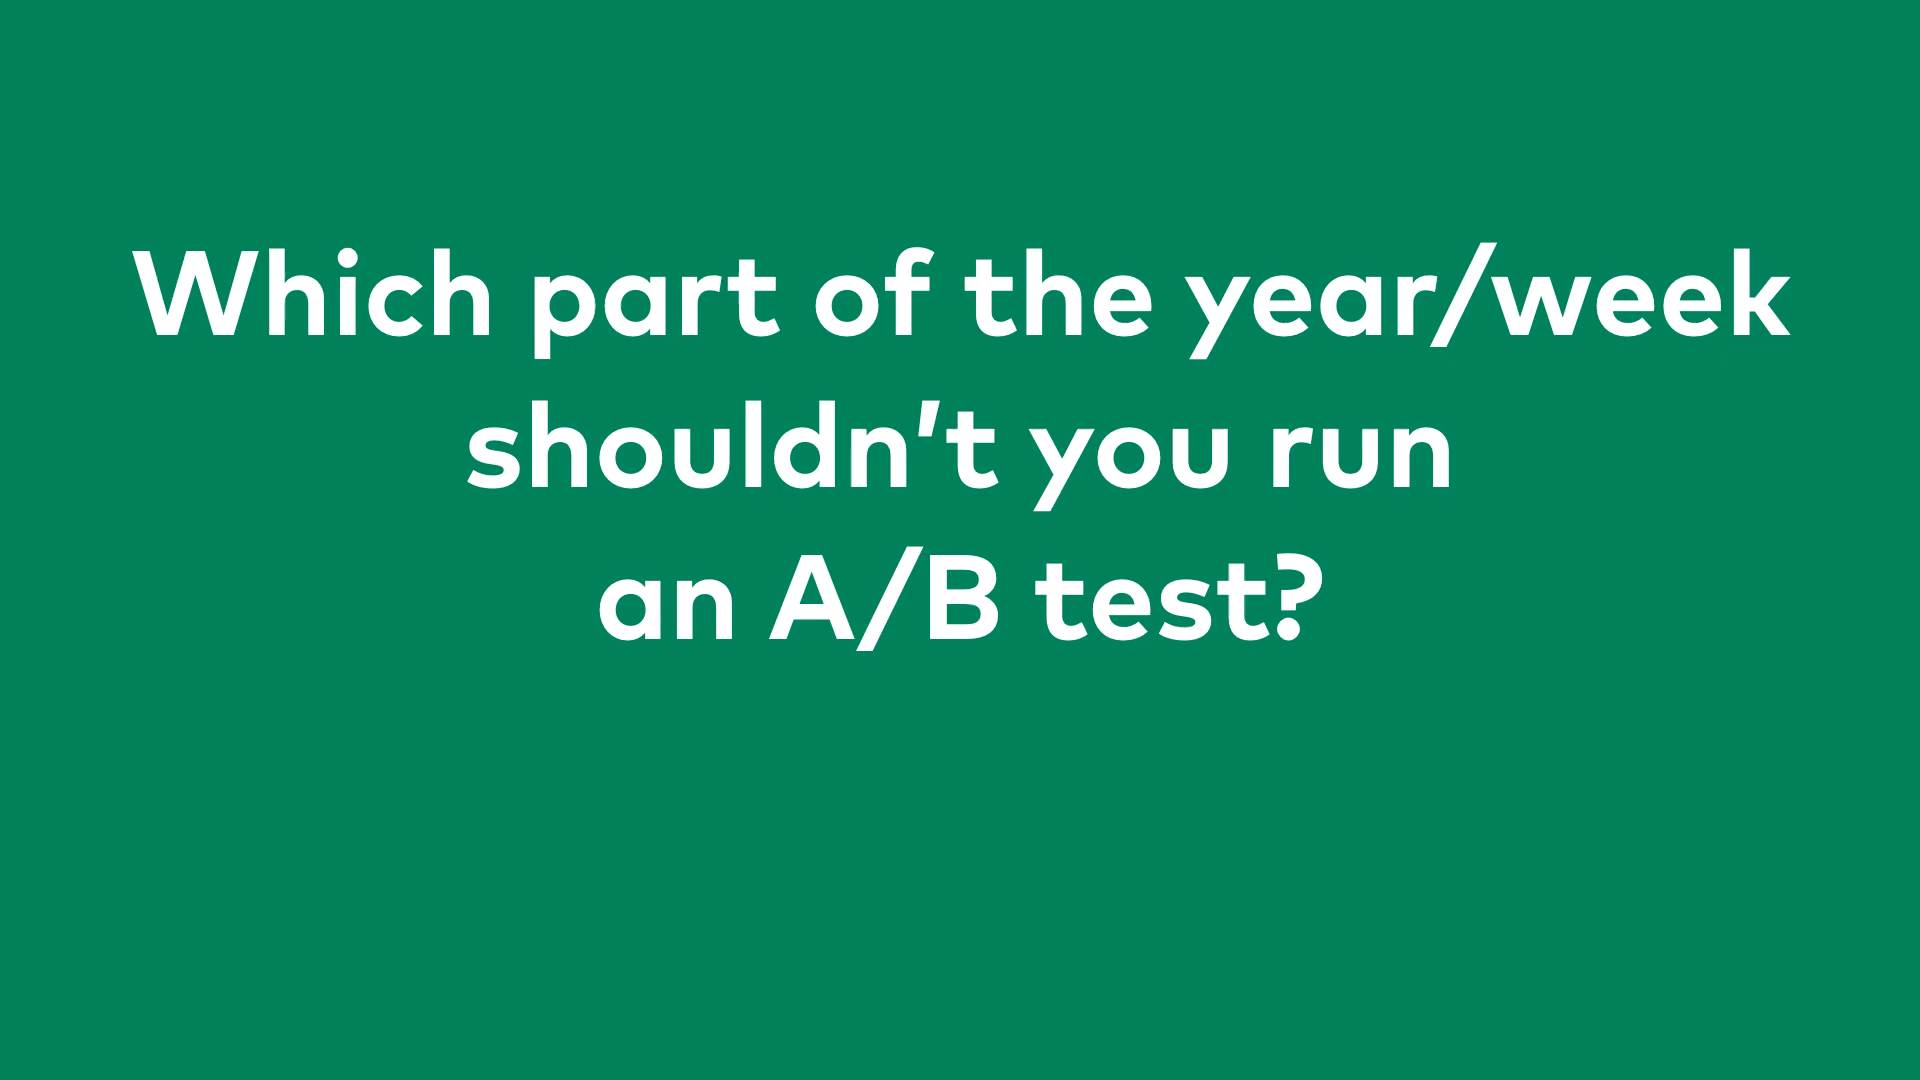 Which part of the year/week
shouldn’t you run
an A/B test?